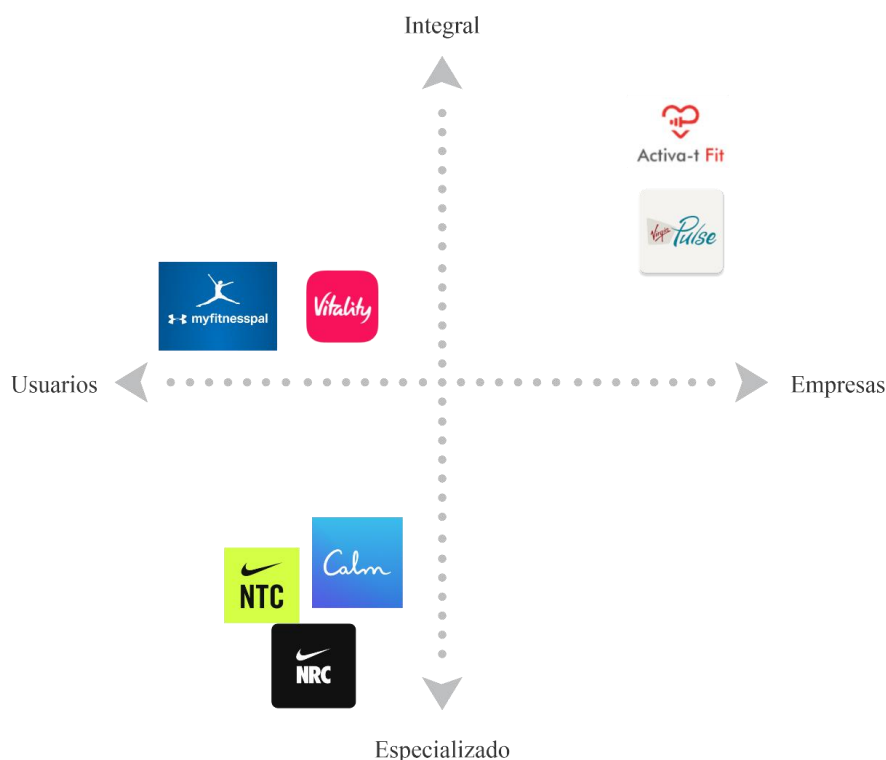 Integral
Activa-t Fit
Virgin Pulse
myfitnesspal
Vitality
Usuarios
Empresas
Calm
NTC
NRC
Especializado